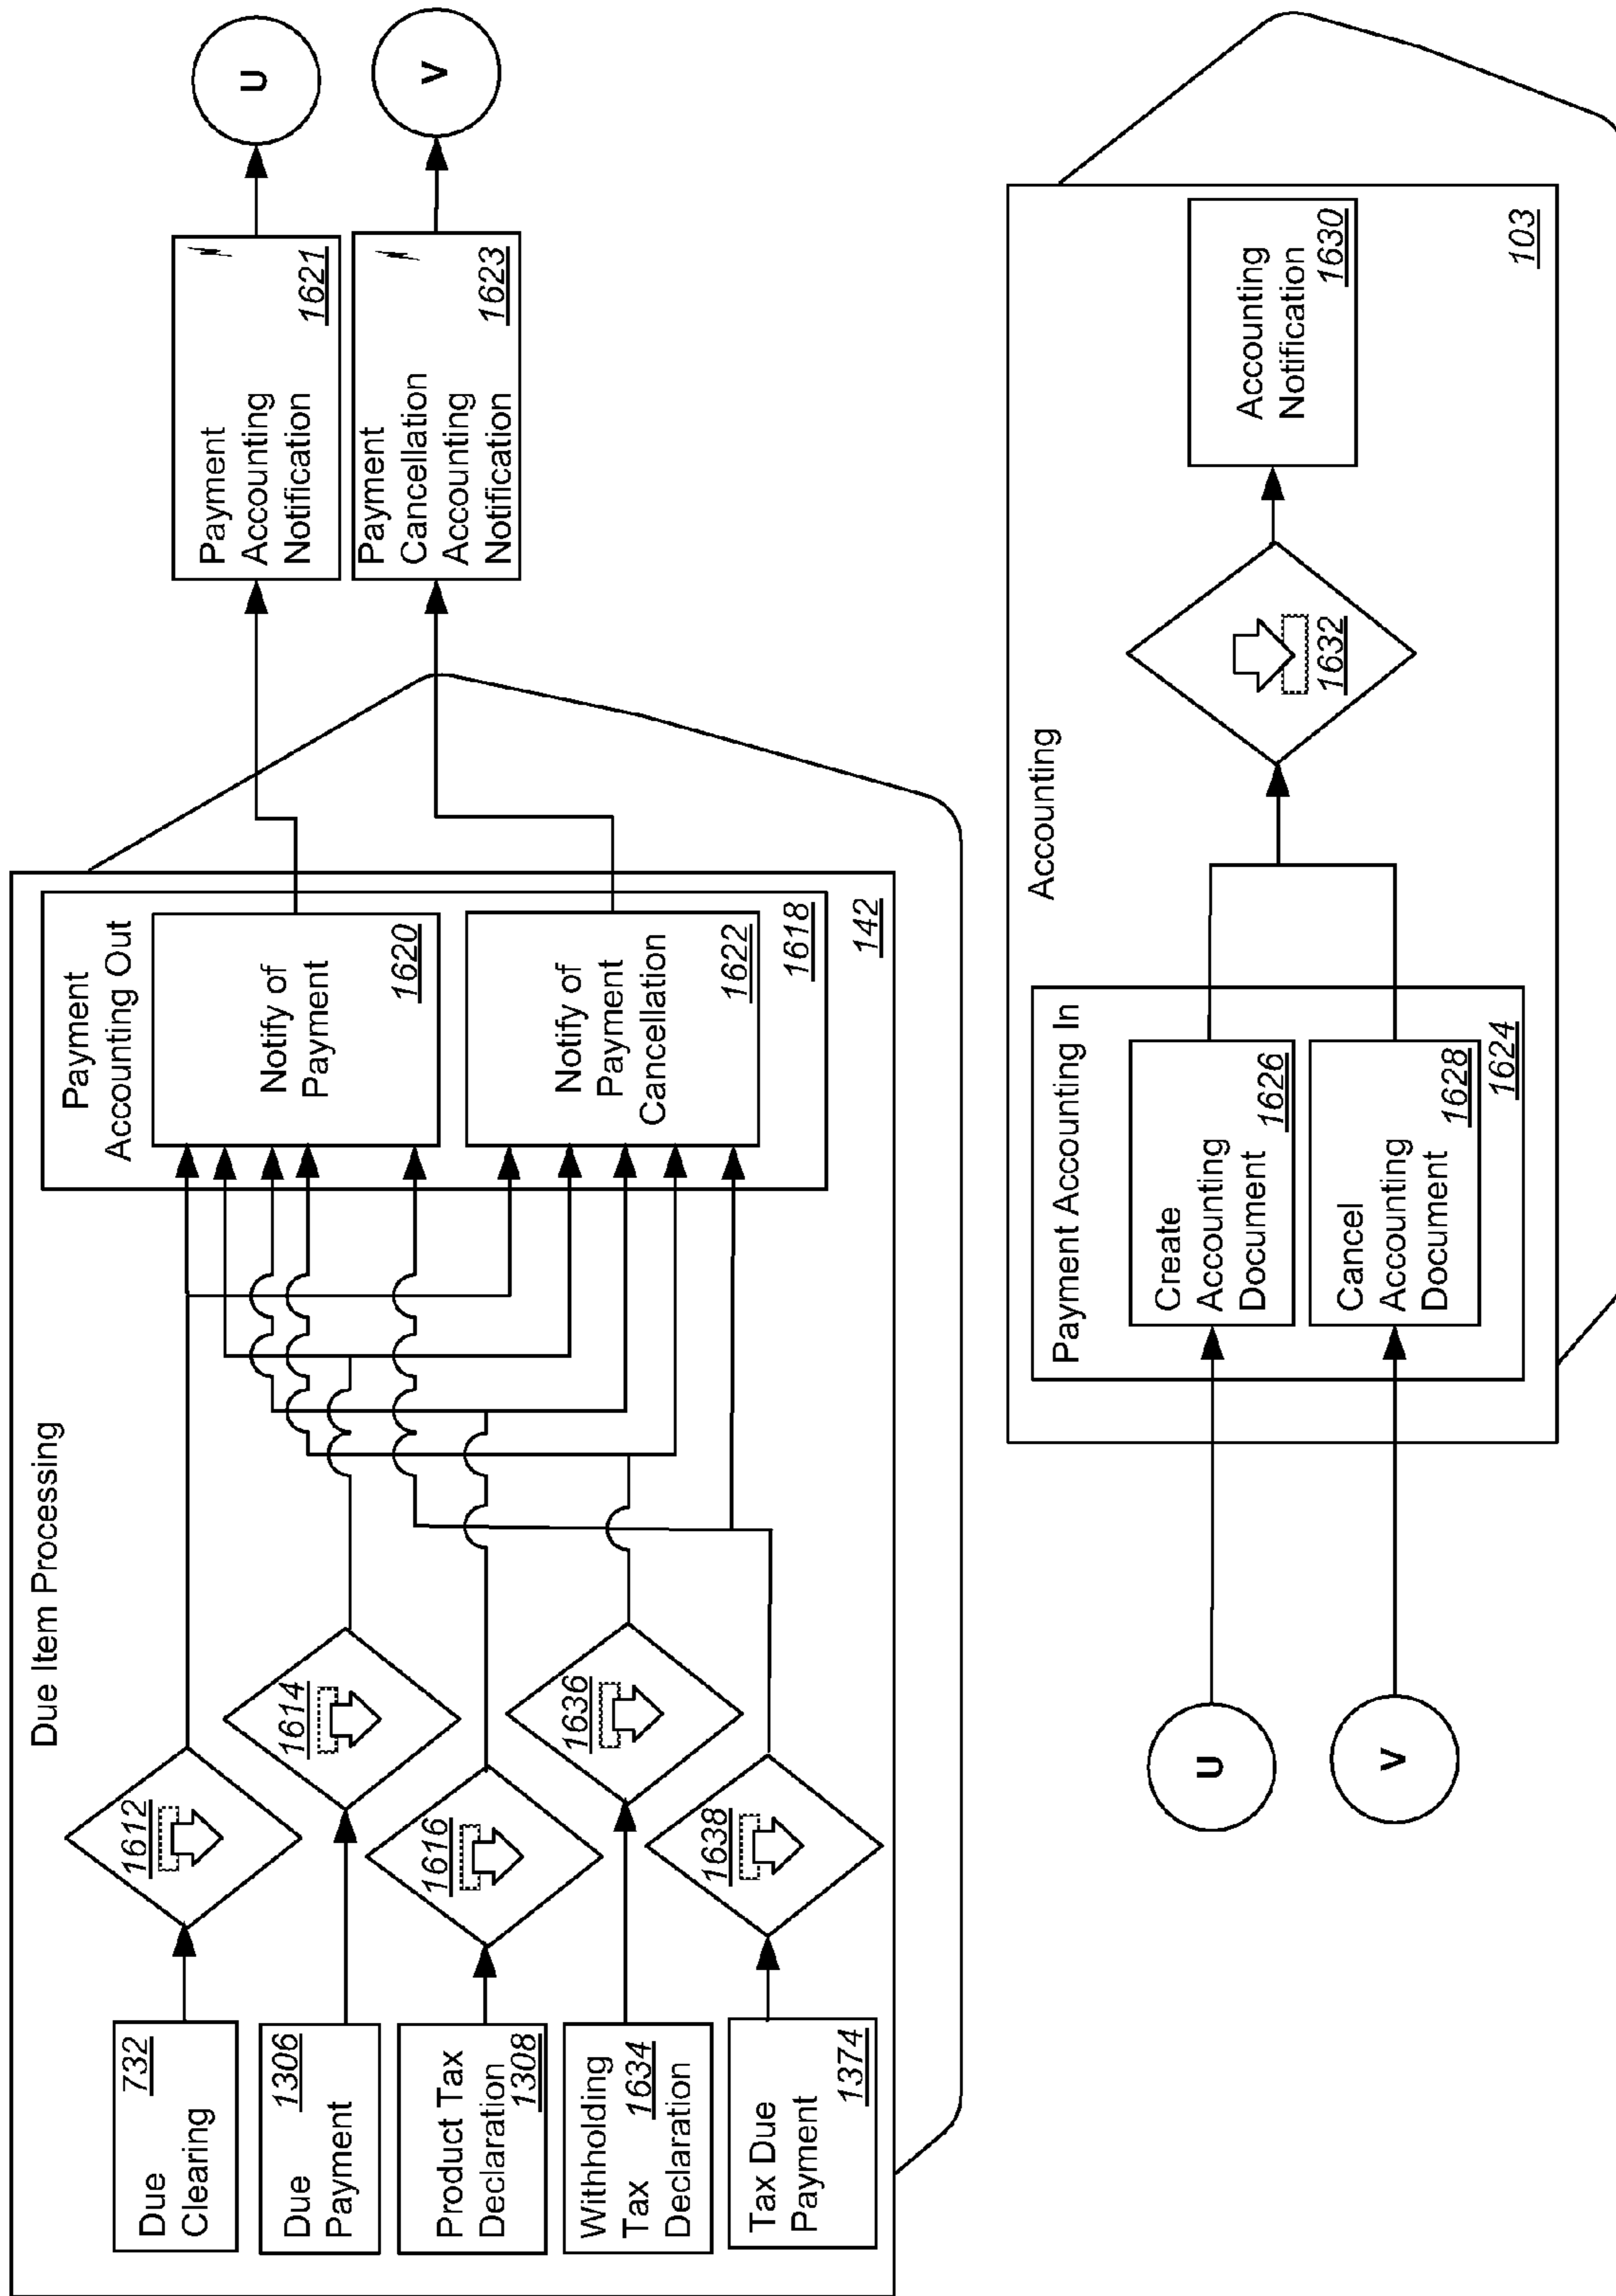 Due Item Processing
Due
Clearing
732
Due
Payment
1306
Product Tax
Declaration
1308
Withholding
Tax
Declaration
1634
Tax Due
Payment
1374
1612
1614
1616
1636
1638
Payment
Accounting Out
Notify of
Payment
1620
Notify of
Payment
Cancellation
1622
1618
142
Payment
Accounting
Notification
1621
Payment
Cancellation
Accounting
Notification
1623
U
V
U
V
Accounting
Payment Accounting In
Create
Accounting
Document
1626
Cancel
Accounting
Document
1628
1624
1632
Accounting
Notification
1630
103